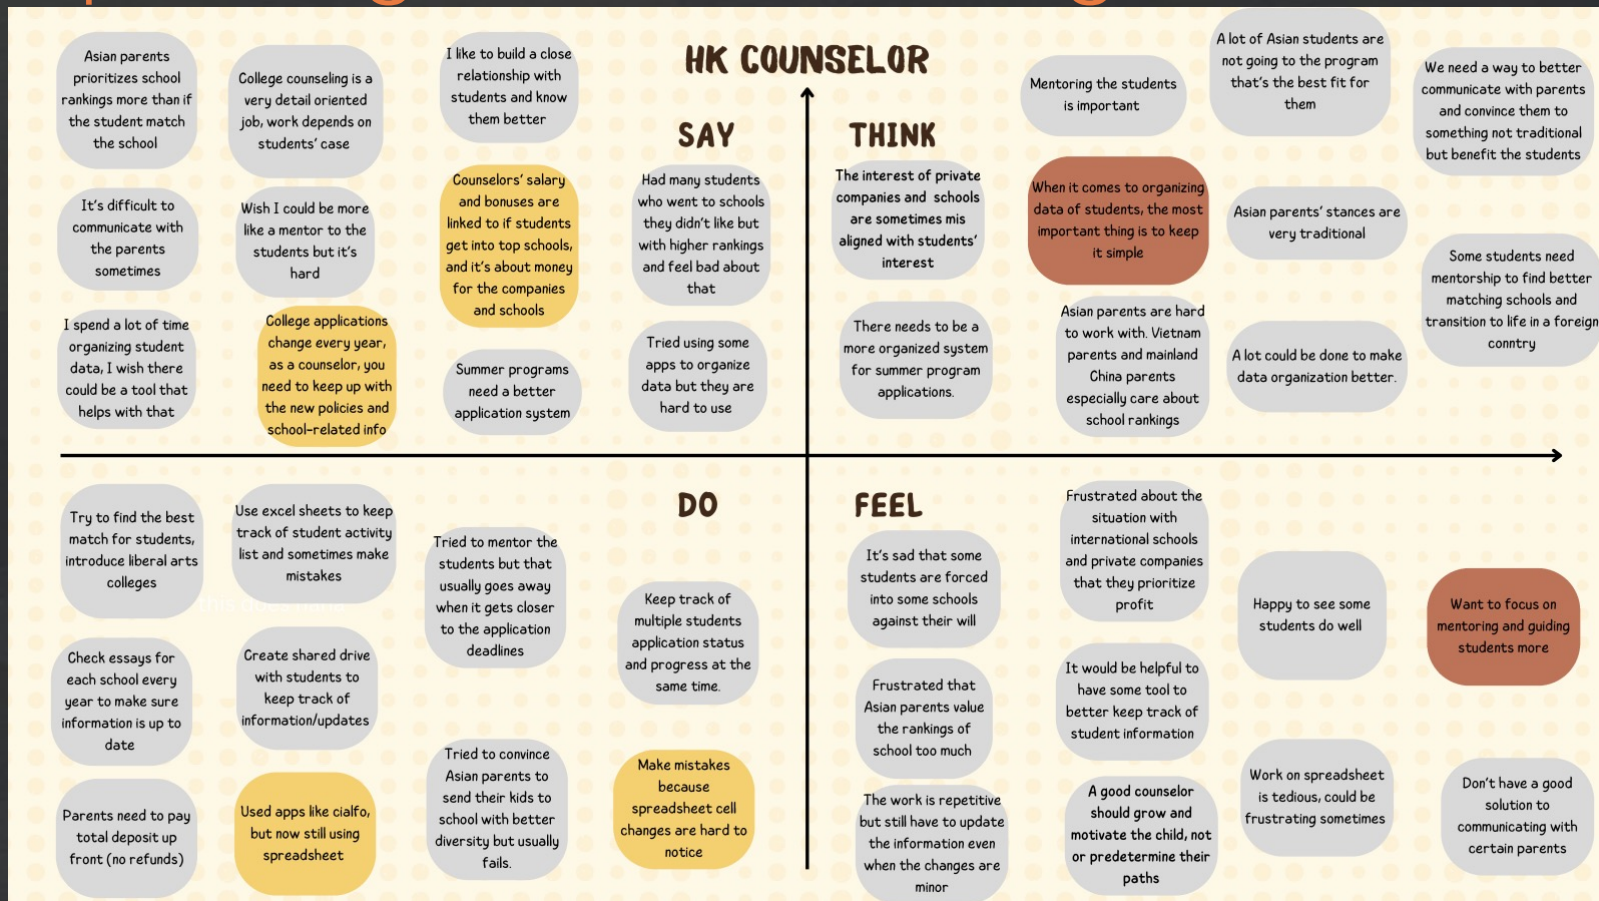 HK COUNSELOR
SAY
Asian parents
prioritizes school
rankings more than if
the student match
the school
College counseling is a
very detail oriented
job, work depends on
students' case
I like to build a close
relationship with
students and know
them better
It's difficult to
communicate with
the parents
sometimes
Wish I could be more
like a mentor to the
students but it's
hard
Counselors' salary
and bonuses are
linked to if students
get into top schools,
and it's about money
for the companies
and schools
Had many students
who went to schools
they didn't like but
with higher rankings
and feel bad about
that
I spend a lot of time
organizing student
data, I wish there
could be a tool that
helps with that
College applications
change every year,
as a counselor, you
need to keep up with
the new policies and
school-related info
Summer programs
need a better
application system
Tried using some
apps to organize
data but they are
hard to use
THINK
Mentoring the students
is important
A lot of Asian students are
not going to the program
that's the best fit for
them
We need a way to better
communicate with parents
and convince them to
something not traditional
but benefit the students
The interest of private
companies and schools
are sometimes mis
aligned with students'
interest
When it comes to organizing
data of students, the most
important thing is to keep
it simple
Asian parents' stances are
very traditional
Some students need
mentorship to find better
matching schools and
transition to life in a foreign
conntry
There needs to be a
more organized system
for summer program
applications.
Asian parents are hard
to work with. Vietnam
parents and mainland
China parents
especially care about
school rankings
A lot could be done to make
data organization better.
DO
Try to find the best
match for students,
introduce liberal arts
colleges
Use excel sheets to keep
track of student activity
list and sometimes make
mistakes
Tried to mentor the
students but that
usually goes away
when it gets closer
to the application
deadlines
Keep track of
multiple students
application status
and progress at the
same time.
Check essays for
each school every
year to make sure
information is up to
date
Create shared drive
with students to
keep track of
information/updates
Parents need to pay
total deposit up
front (no refunds)
Used apps like cialfo,
but now still using
spreadsheet
Tried to convince
Asian parents to
send their kids to
school with better
diversity but usually
fails.
Make mistakes
because
spreadsheet cell
changes are hard to
notice
FEEL
It's sad that some
students are forced
into some schools
against their will
Frustrated about the
situation with
international schools
and private companies
that they prioritize
profit
Happy to see some
students do well
Want to focus on
mentoring and guiding
students more
Frustrated that
Asian parents value
the rankings of
school too much
It would be helpful to
have some tool to
better keep track of
student information
The work is repetitive
but still have to update
the information even
when the changes are
minor
A good counselor
should grow and
motivate the child, not
or predetermine their
paths
Work on spreadsheet
is tedious, could be
frustrating sometimes
Don't have a good
solution to
communicating with
certain parents